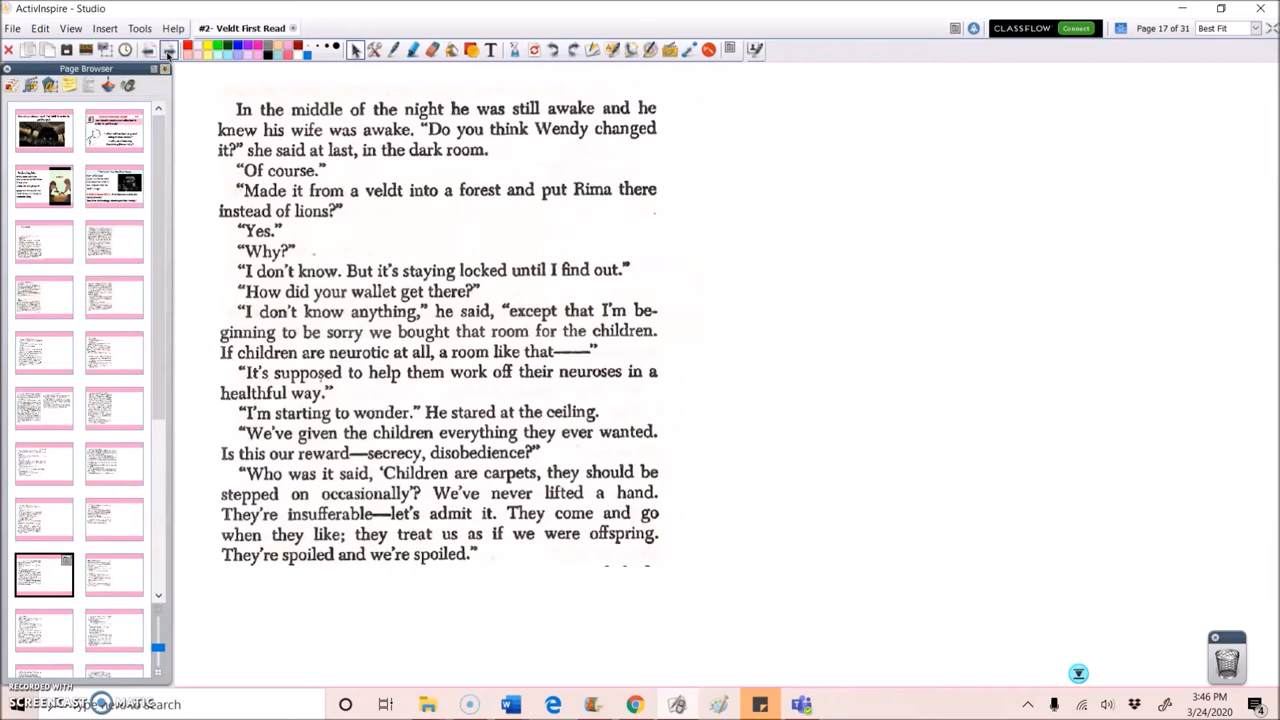 ActivInspire - Studio
File Edit View Insert Tools Help #2- Veldt First Read CLASSFLOW Connect Page 17 of 31 Best Fit
Page Browser
In the middle of the night he was still awake and he
knew his wife was awake. “Do you think Wendy changed
it?” she said at last, in the dark room.
“Of course.”
“Made it from a veldt into a forest and put Rima there
instead of lions?”
“Yes.”
“Why?”
“I don't know. But it's staying locked until I find out.”
“How did your wallet get there?”
“I don't know anything,” he said, “except that I'm be-
ginning to be sorry we bought that room for the children.
If children are neurotic at all, a room like that——”
“It's supposed to help them work off their neuroses in a
healthful way.”
“I'm starting to wonder.” He stared at the ceiling.
“We've given the children everything they ever wanted.
Is this our reward—secrecy, disobedience?”
“Who was it said, ‘Children are carpets, they should be
stepped on occasionally’? We've never lifted a hand.
They're insufferable—let's admit it. They come and go
when they like; they treat us as if we were offspring.
They're spoiled and we're spoiled.”
RECORDED WITH
SCREENCAST MATIC
Type here to search
3:46 PM
3/24/2020
4